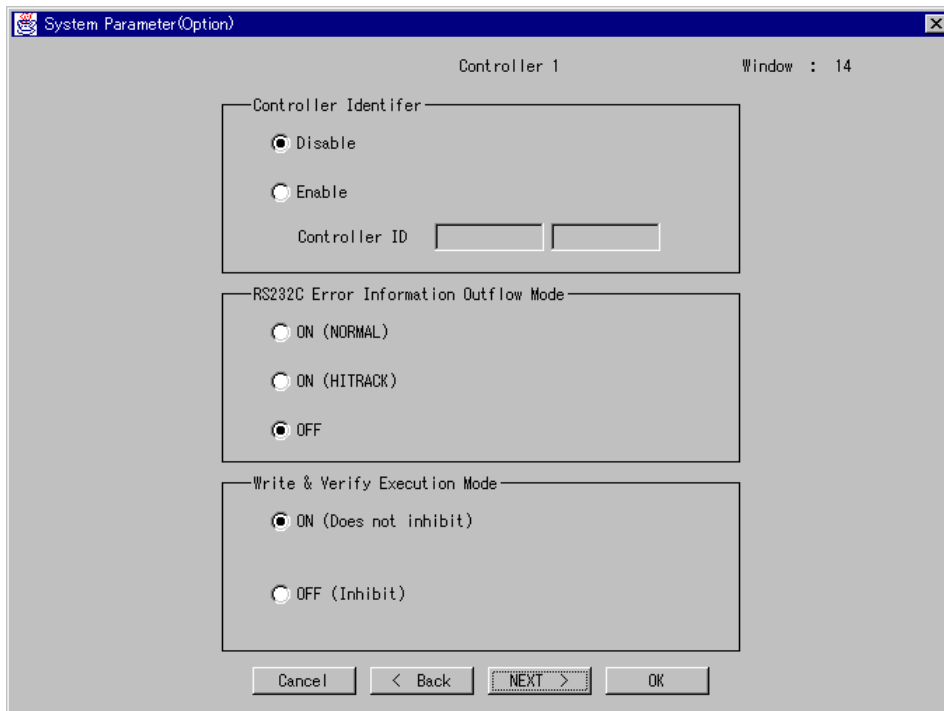 System Parameter(Option)
Controller 1 Window : 14
Controller Identifer
Disable
Enable
Controller ID
RS232C Error Information Outflow Mode
ON (NORMAL)
ON (HITRACK)
OFF
Write & Verify Execution Mode
ON (Does not inhibit)
OFF (Inhibit)
Cancel < Back NEXT > OK